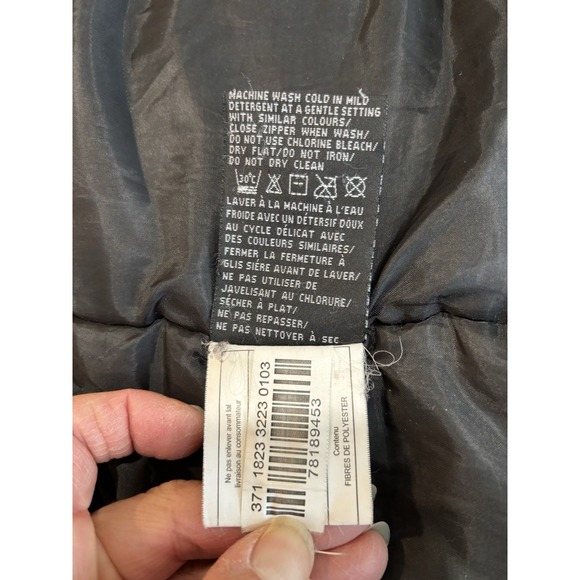 MACHINE WASH COLD IN MILD
DETERGENT AT A GENTLE SETTING
WITH SIMILAR COLOURS/
CLOSE ZIPPER WHEN WASH/
DO NOT USE CHLORINE BLEACH/
DRY FLAT/DO NOT IRON/
DO NOT DRY CLEAN
30°C
LAVER À LA MACHINE À L'EAU
FROIDE AVEC UN DÉTERSIF DOUX
AU CYCLE DÉLICAT AVEC
DES COULEURS SIMILAIRES/
FERMER LA FERMETURE À
GLIS SIÈRE AVANT DE LAVER/
NE PAS UTILISER DE
JAVELISANT AU CHLORURE/
SÉCHER À PLAT/
NE PAS REPASSER/
NE PAS NETTOYER À SEC
Ne pas enlever avant lal
livraison au consommateur
371 1823 3223 0103
78189453
Contenu
FIBRES DE POLYESTER